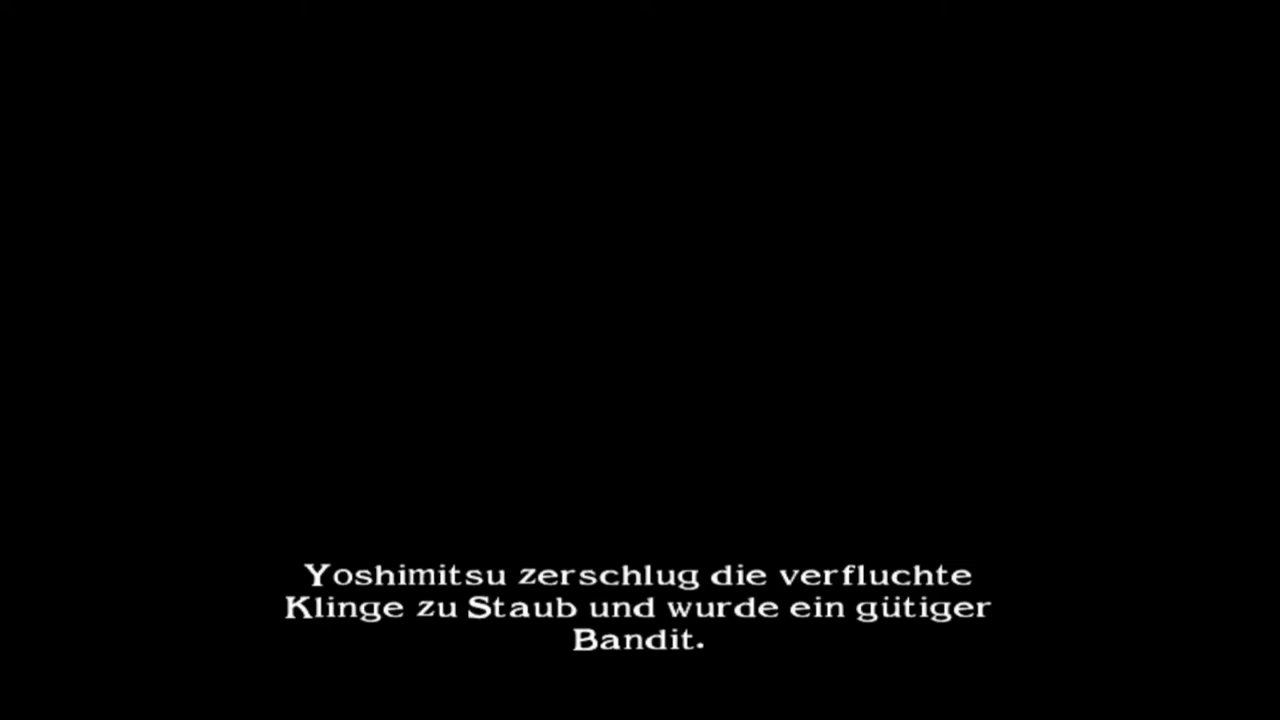 Yoshimitsu zerschlug die verfluchte
Klinge zu Staub und wurde ein gütiger
Bandit.